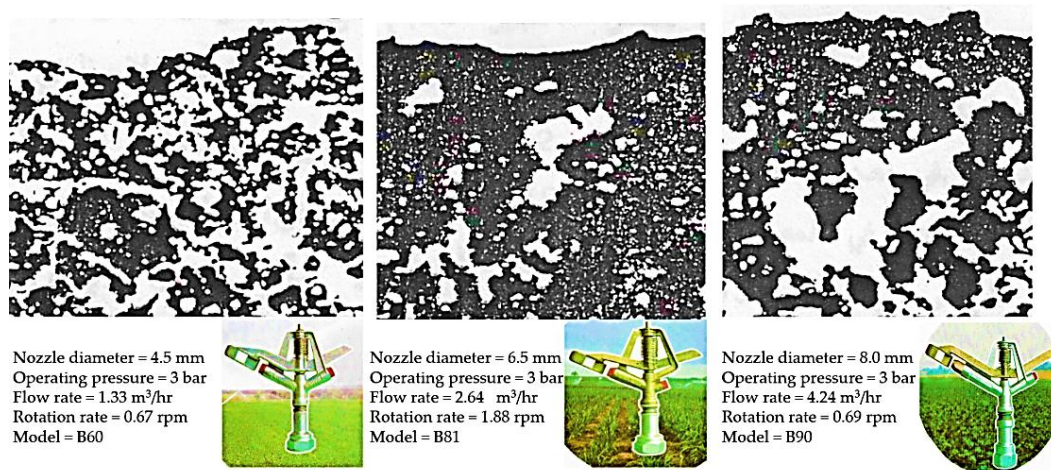 Nozzle diameter = 4.5 mm
Operating pressure = 3 bar
Flow rate = 1.33 m³/hr
Rotation rate = 0.67 rpm
Model = B60
Nozzle diameter = 6.5 mm
Operating pressure = 3 bar
Flow rate = 2.64 m³/hr
Rotation rate = 1.88 rpm
Model = B81
Nozzle diameter = 8.0 mm
Operating pressure = 3 bar
Flow rate = 4.24 m³/hr
Rotation rate = 0.69 rpm
Model = B90